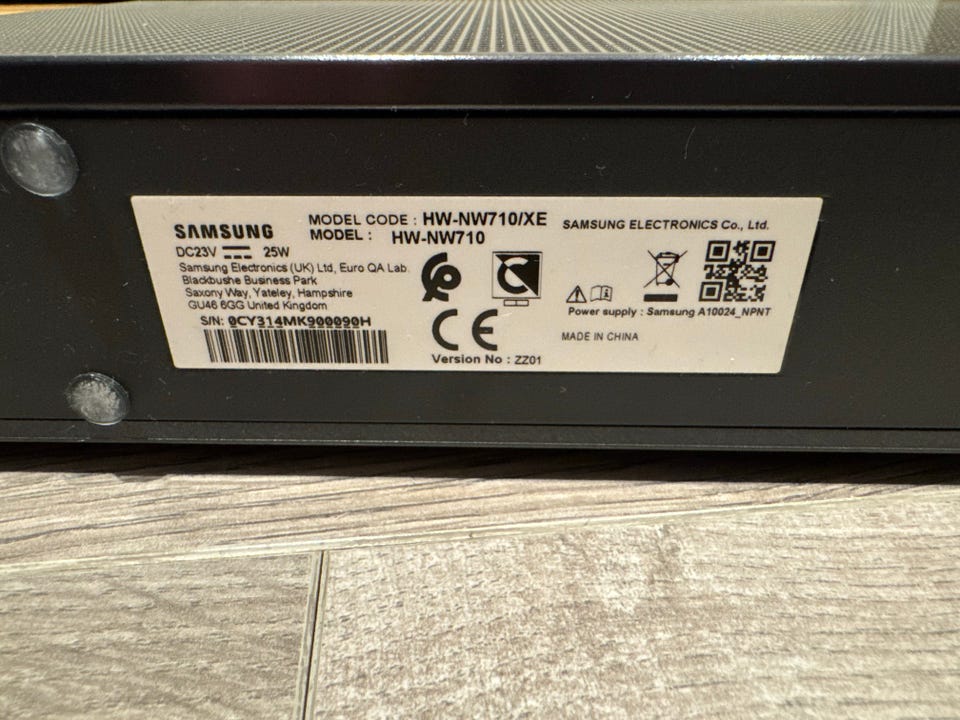 SAMSUNG
DC23V 25W
Samsung Electronics (UK) Ltd, Euro QA Lab.
Blackbushe Business Park
Saxony Way, Yateley, Hampshire
GU46 6GG United Kingdom
S/N: 0CY314MK900090H
MODEL CODE : HW-NW710/XE
MODEL : HW-NW710
CE
Version No : ZZ01
SAMSUNG ELECTRONICS Co., Ltd.
Power supply : Samsung A10024_NPNT
MADE IN CHINA